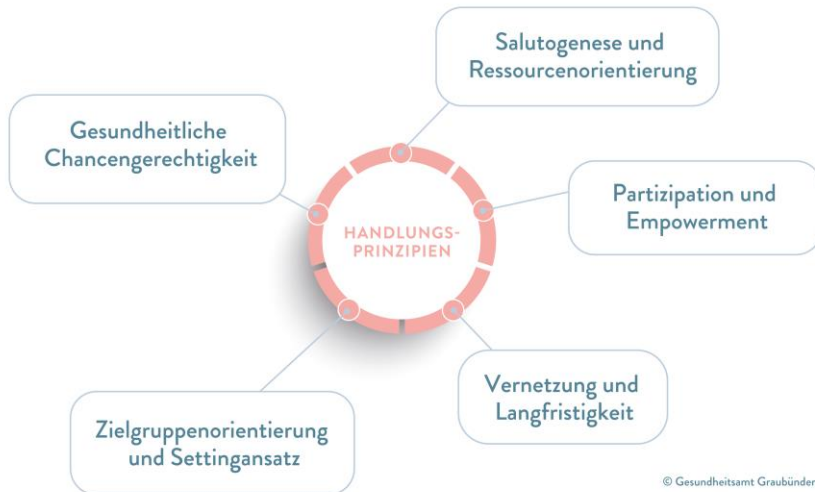 Salutogenese und
Ressourcenorientierung
Gesundheitliche
Chancengerechtigkeit
Partizipation und
Empowerment
HANDLUNGS-
PRINZIPIEN
Vernetzung und
Langfristigkeit
Zielgruppenorientierung
und Settingansatz
© Gesundheitsamt Graubünden